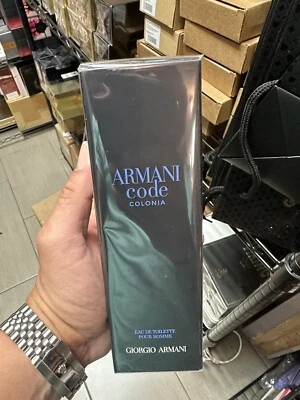 ARMANI
code
COLONIA
EAU DE TOILETTE
POUR HOMME
GIORGIO ARMANI